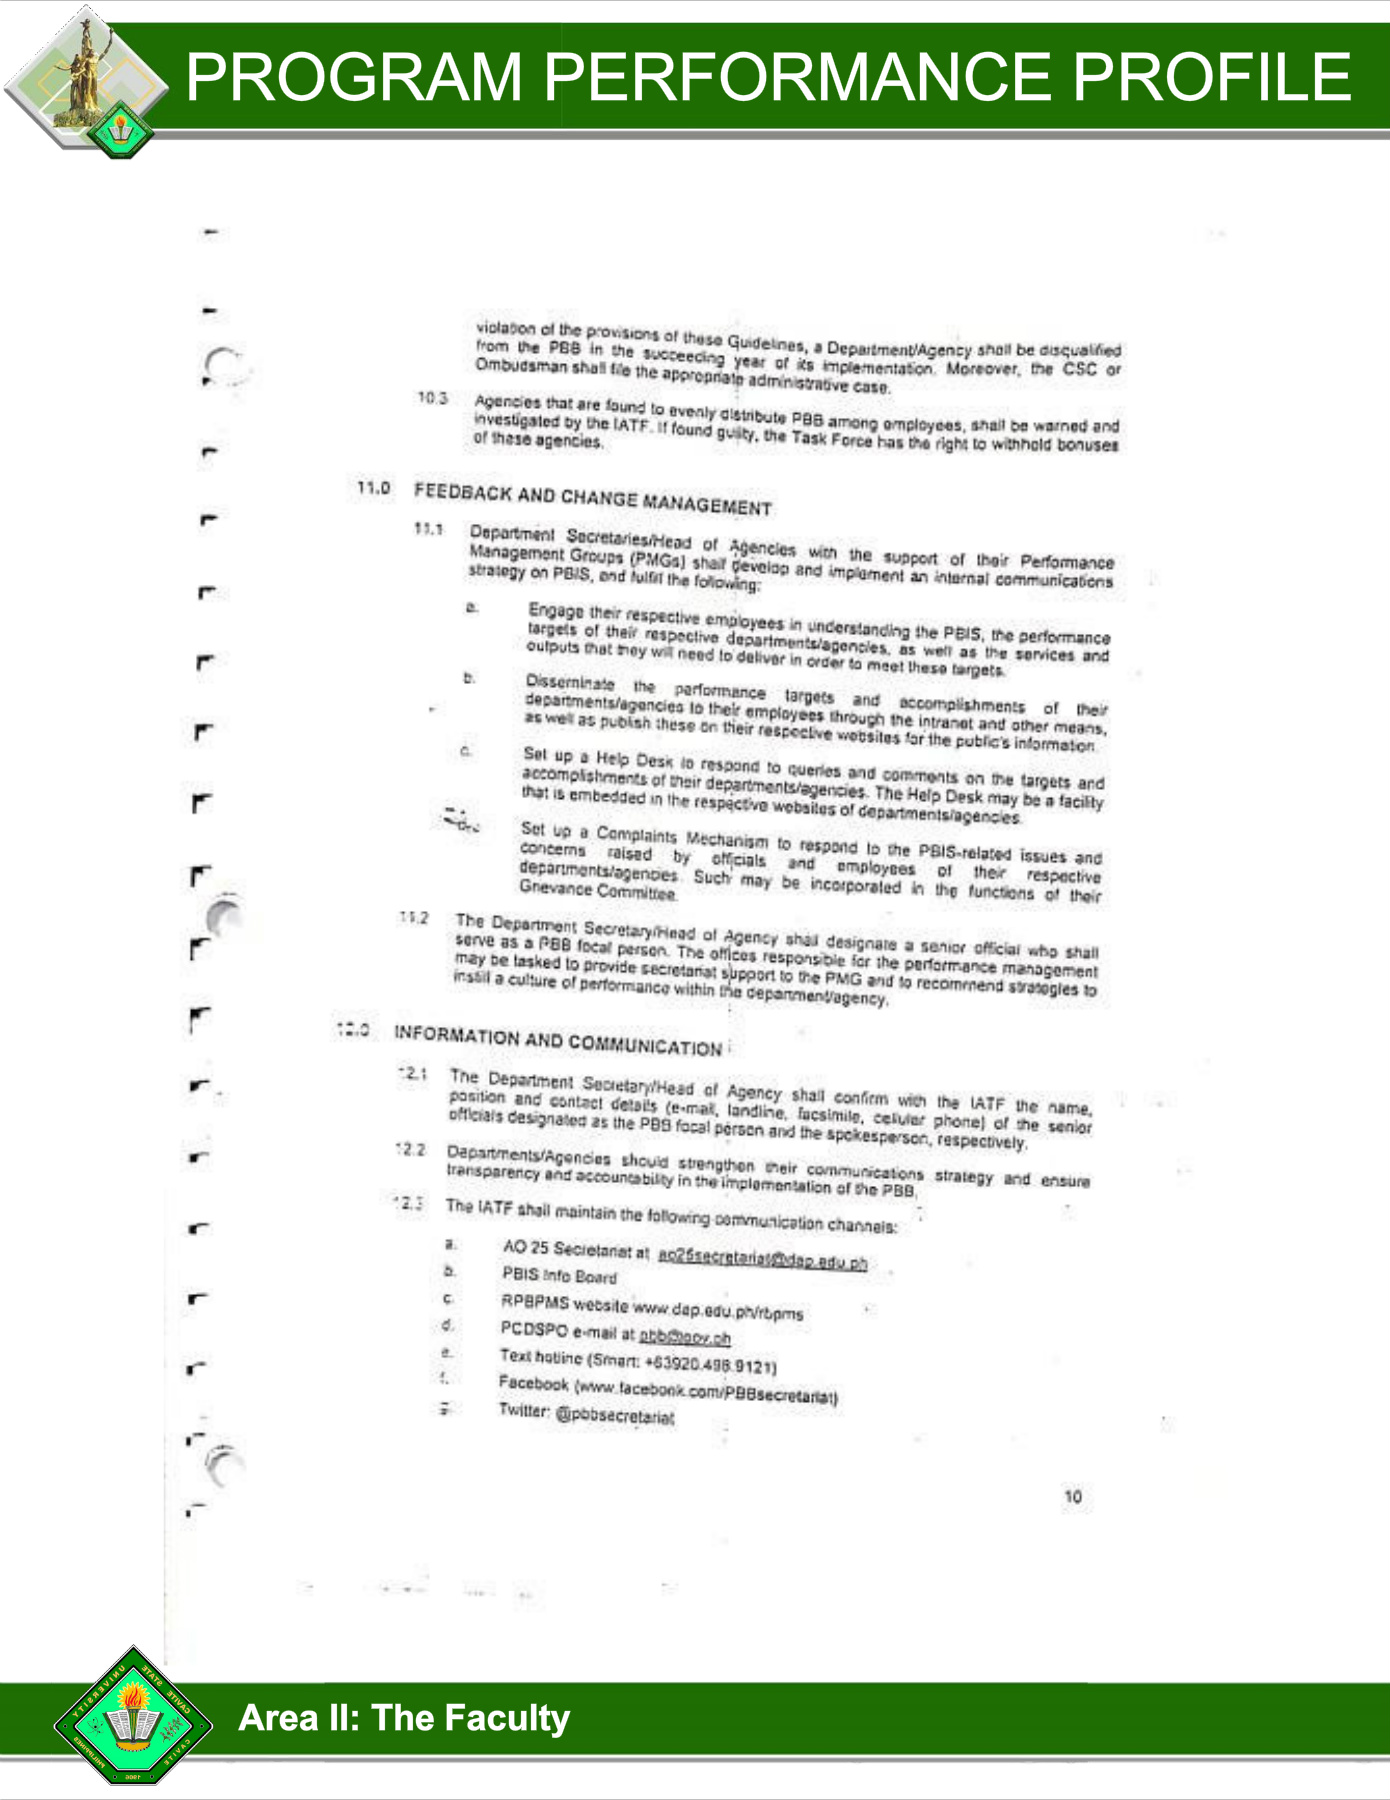 PROGRAM PERFORMANCE PROFILE
violation of the provisions of these Guidelines, a Department/Agency shall be disqualified
from the PBB in the succeeding year of its implementation. Moreover, the CSC or
Ombudsman shall file the appropriate administrative case.
10.3 Agencies that are found to evenly distribute PBB among employees, shall be warned and
investigated by the IATF. If found guilty, the Task Force has the right to withhold bonuses
of these agencies.
11.0 FEEDBACK AND CHANGE MANAGEMENT
11.1 Department Secretaries/Head of Agencies with the support of their Performance
Management Groups (PMGs) shall develop and implement an internal communications
strategy on PBIS, and fulfill the following:
a. Engage their respective employees in understanding the PBIS, the performance
targets of their respective departments/agencies, as well as the services and
outputs that they will need to deliver in order to meet these targets.
b. Disseminate the performance targets and accomplishments of their
departments/agencies to their employees through the intranet and other means,
as well as publish these on their respective websites for the public's information.
c. Set up a Help Desk to respond to queries and comments on the targets and
accomplishments of their departments/agencies. The Help Desk may be a facility
that is embedded in the respective websites of departments/agencies.
d. Set up a Complaints Mechanism to respond to the PBIS-related issues and
concerns raised by officials and employees of their respective
departments/agencies. Such may be incorporated in the functions of their
Grievance Committee.
11.2 The Department Secretary/Head of Agency shall designate a senior official who shall
serve as a PBB focal person. The offices responsible for the performance management
may be tasked to provide secretariat support to the PMG and to recommend strategies to
instill a culture of performance within the department/agency.
12.0 INFORMATION AND COMMUNICATION
12.1 The Department Secretary/Head of Agency shall confirm with the IATF the name,
position and contact details (e-mail, landline, facsimile, cellular phone) of the senior
officials designated as the PBB focal person and the spokesperson, respectively.
12.2 Departments/Agencies should strengthen their communications strategy and ensure
transparency and accountability in the implementation of the PBB.
12.3 The IATF shall maintain the following communication channels:
a. AO 25 Secretariat at ao25secretariat@dap.edu.ph
b. PBIS Info Board
c. RPBPMS website www.dap.edu.ph/rbpms
d. PCDSPO e-mail at pbb@gov.ph
e. Text hotline (Smart: +63920.498.9121)
f. Facebook (www.facebook.com/PBBsecretariat)
g. Twitter: @pbbsecretariat
10
CAVITE STATE UNIVERSITY
CAVITE
PHILIPPINES
1906
Area II: The Faculty